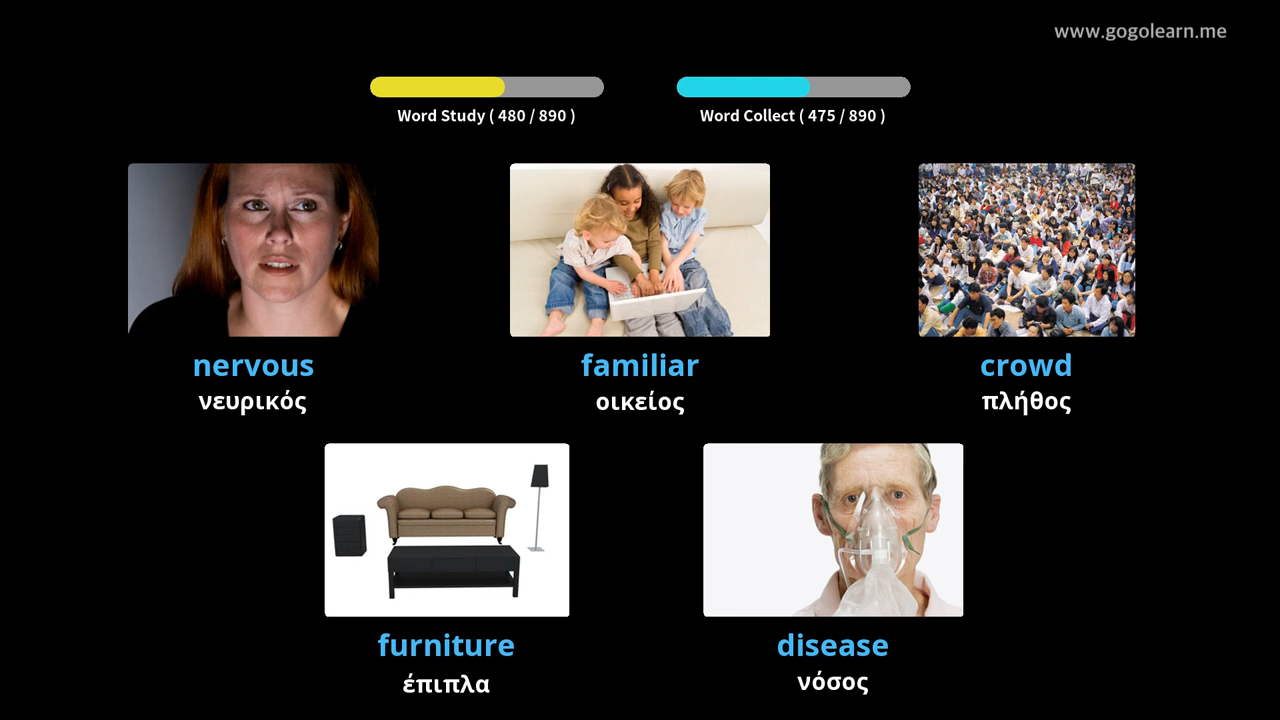 www.gogolearn.me
Word Study ( 480 / 890 )
Word Collect ( 475 / 890 )
nervous
νευρικός
familiar
οικείος
crowd
πλήθος
furniture
έπιπλα
disease
νόσος